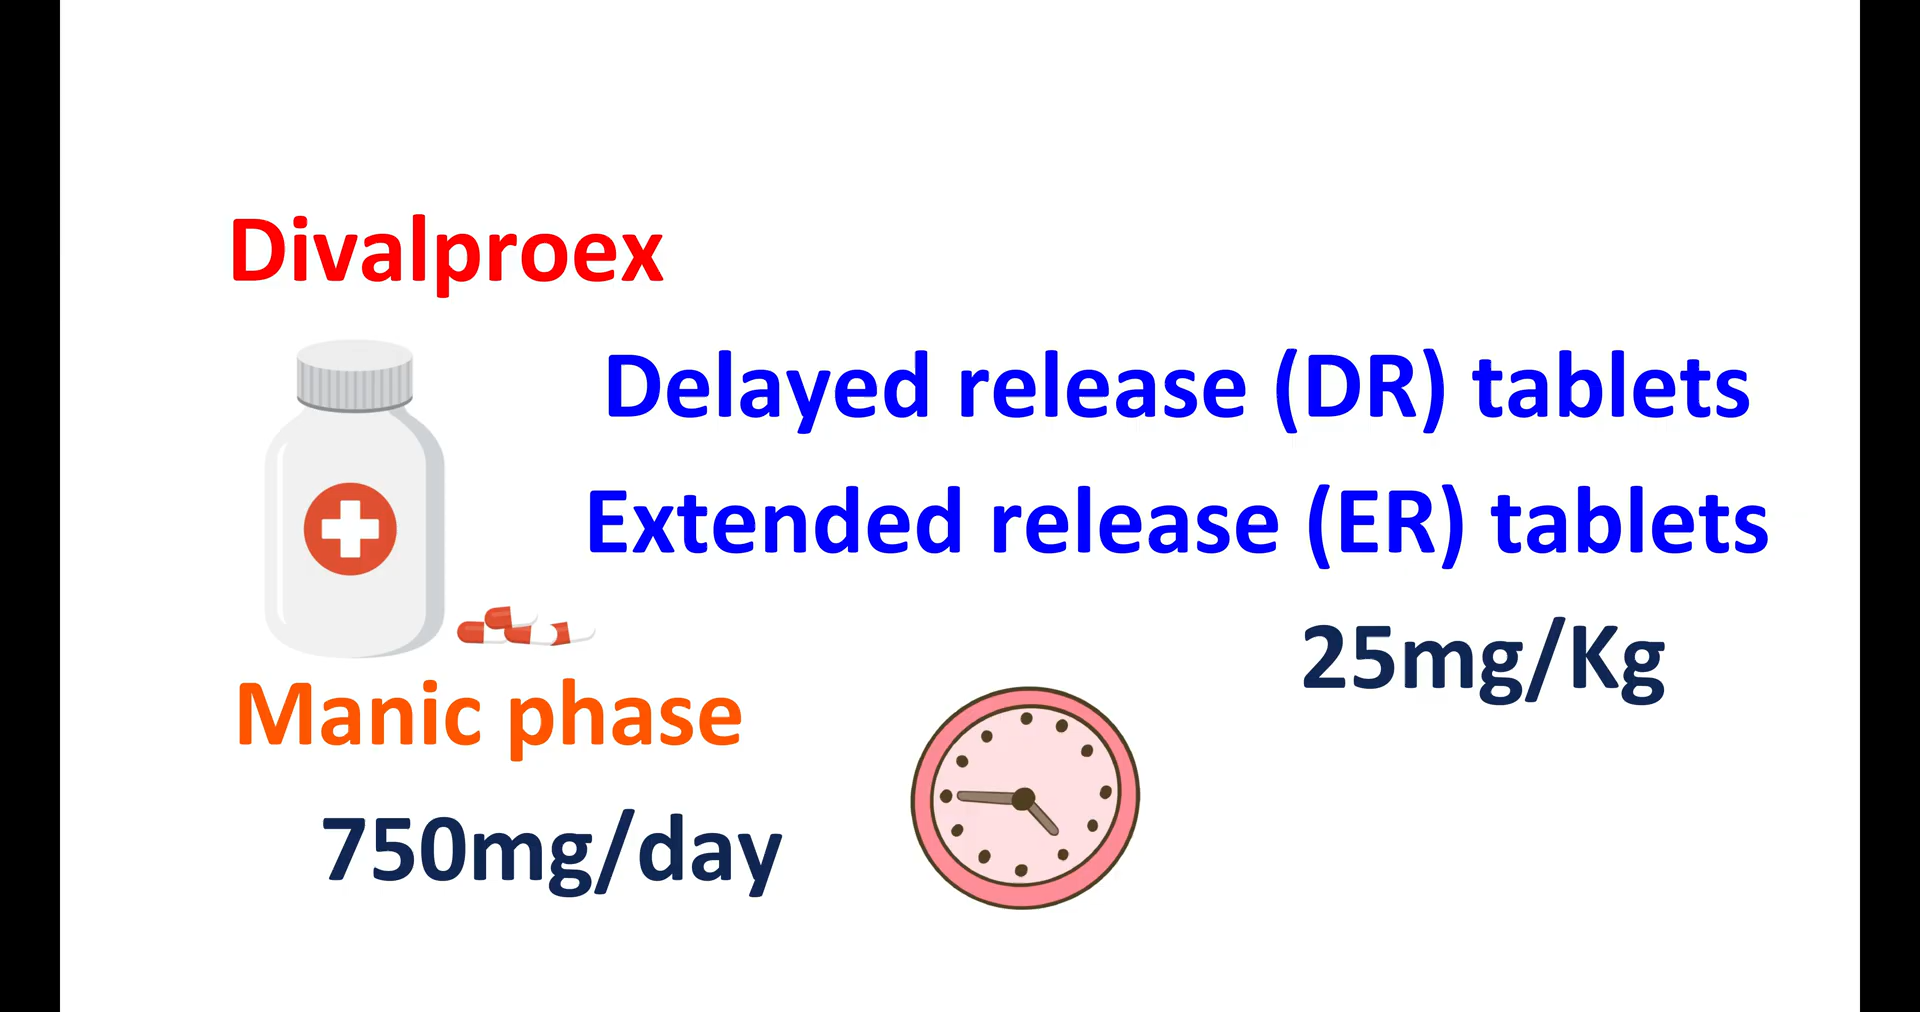 Divalproex
Delayed release (DR) tablets
Extended release (ER) tablets
25mg/Kg
Manic phase
750mg/day